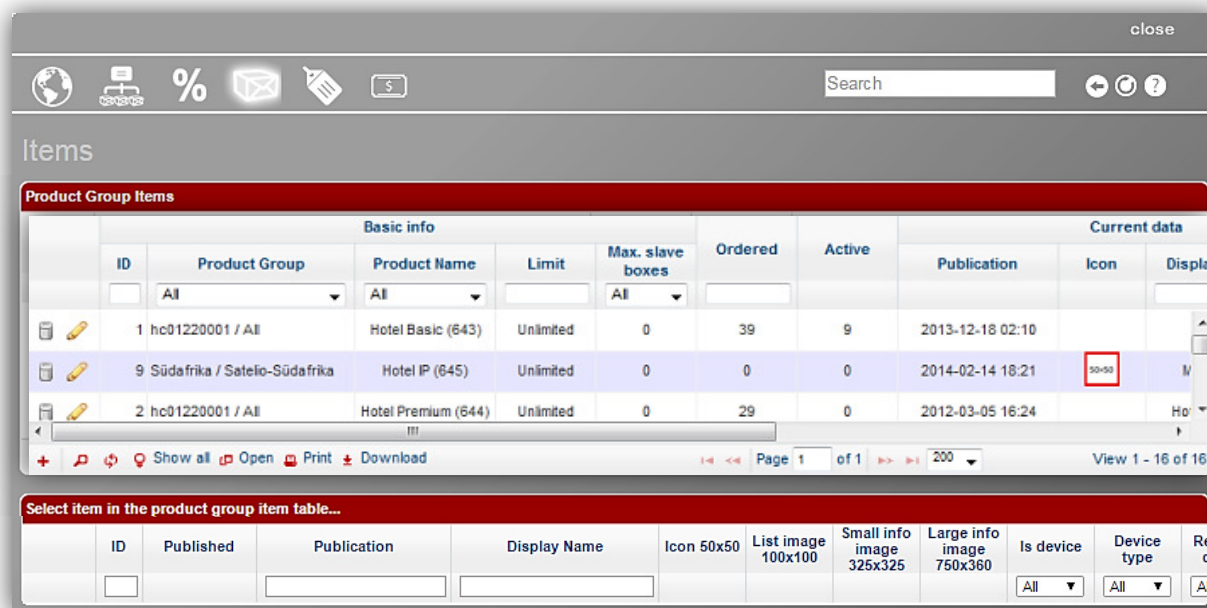 close
%
$
Search
?
Items
Product Group Items
Basic info
Current data
ID
Product Group
Product Name
Limit
Max. slave
boxes
Ordered
Active
Publication
Icon
All
All
All
1 hc01220001 / All Hotel Basic (643) Unlimited 0 39 9 2013-12-18 02:10
9 Südafrika / Satelio-Südafrika Hotel IP (645) Unlimited 0 0 0 2014-02-14 18:21 50x50
2 hc01220001 / All Hotel Premium (644) Unlimited 0 29 0 2012-03-05 16:24
Show all Open Print Download Page 1 of 1 200 View 1 - 16 of 16
Select item in the product group item table...
ID
Published
Publication
Display Name
Icon 50x50
List image
100x100
Small info
image
325x325
Large info
image
750x360
Is device
Device
type
All
All